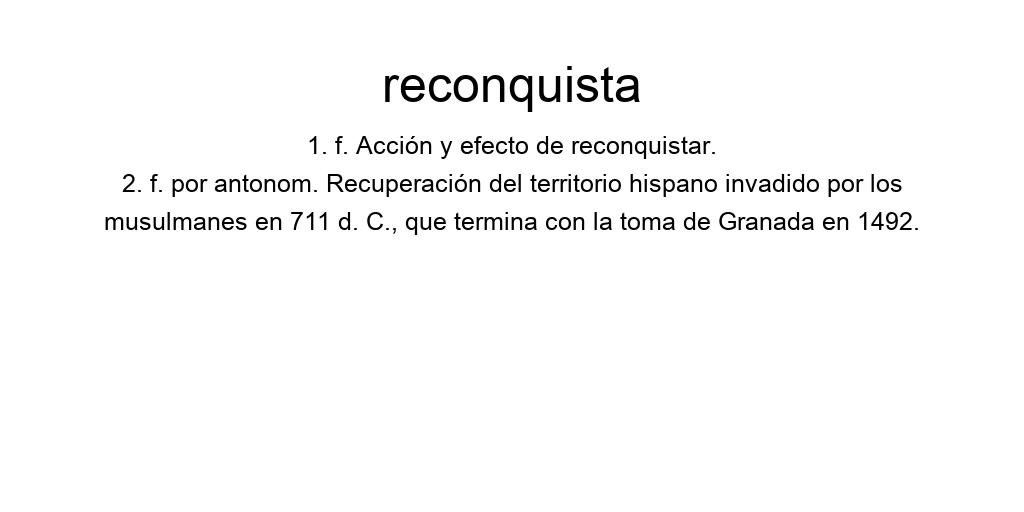 reconquista
1. f. Acción y efecto de reconquistar.
2. f. por antonom. Recuperación del territorio hispano invadido por los
musulmanes en 711 d. C., que termina con la toma de Granada en 1492.